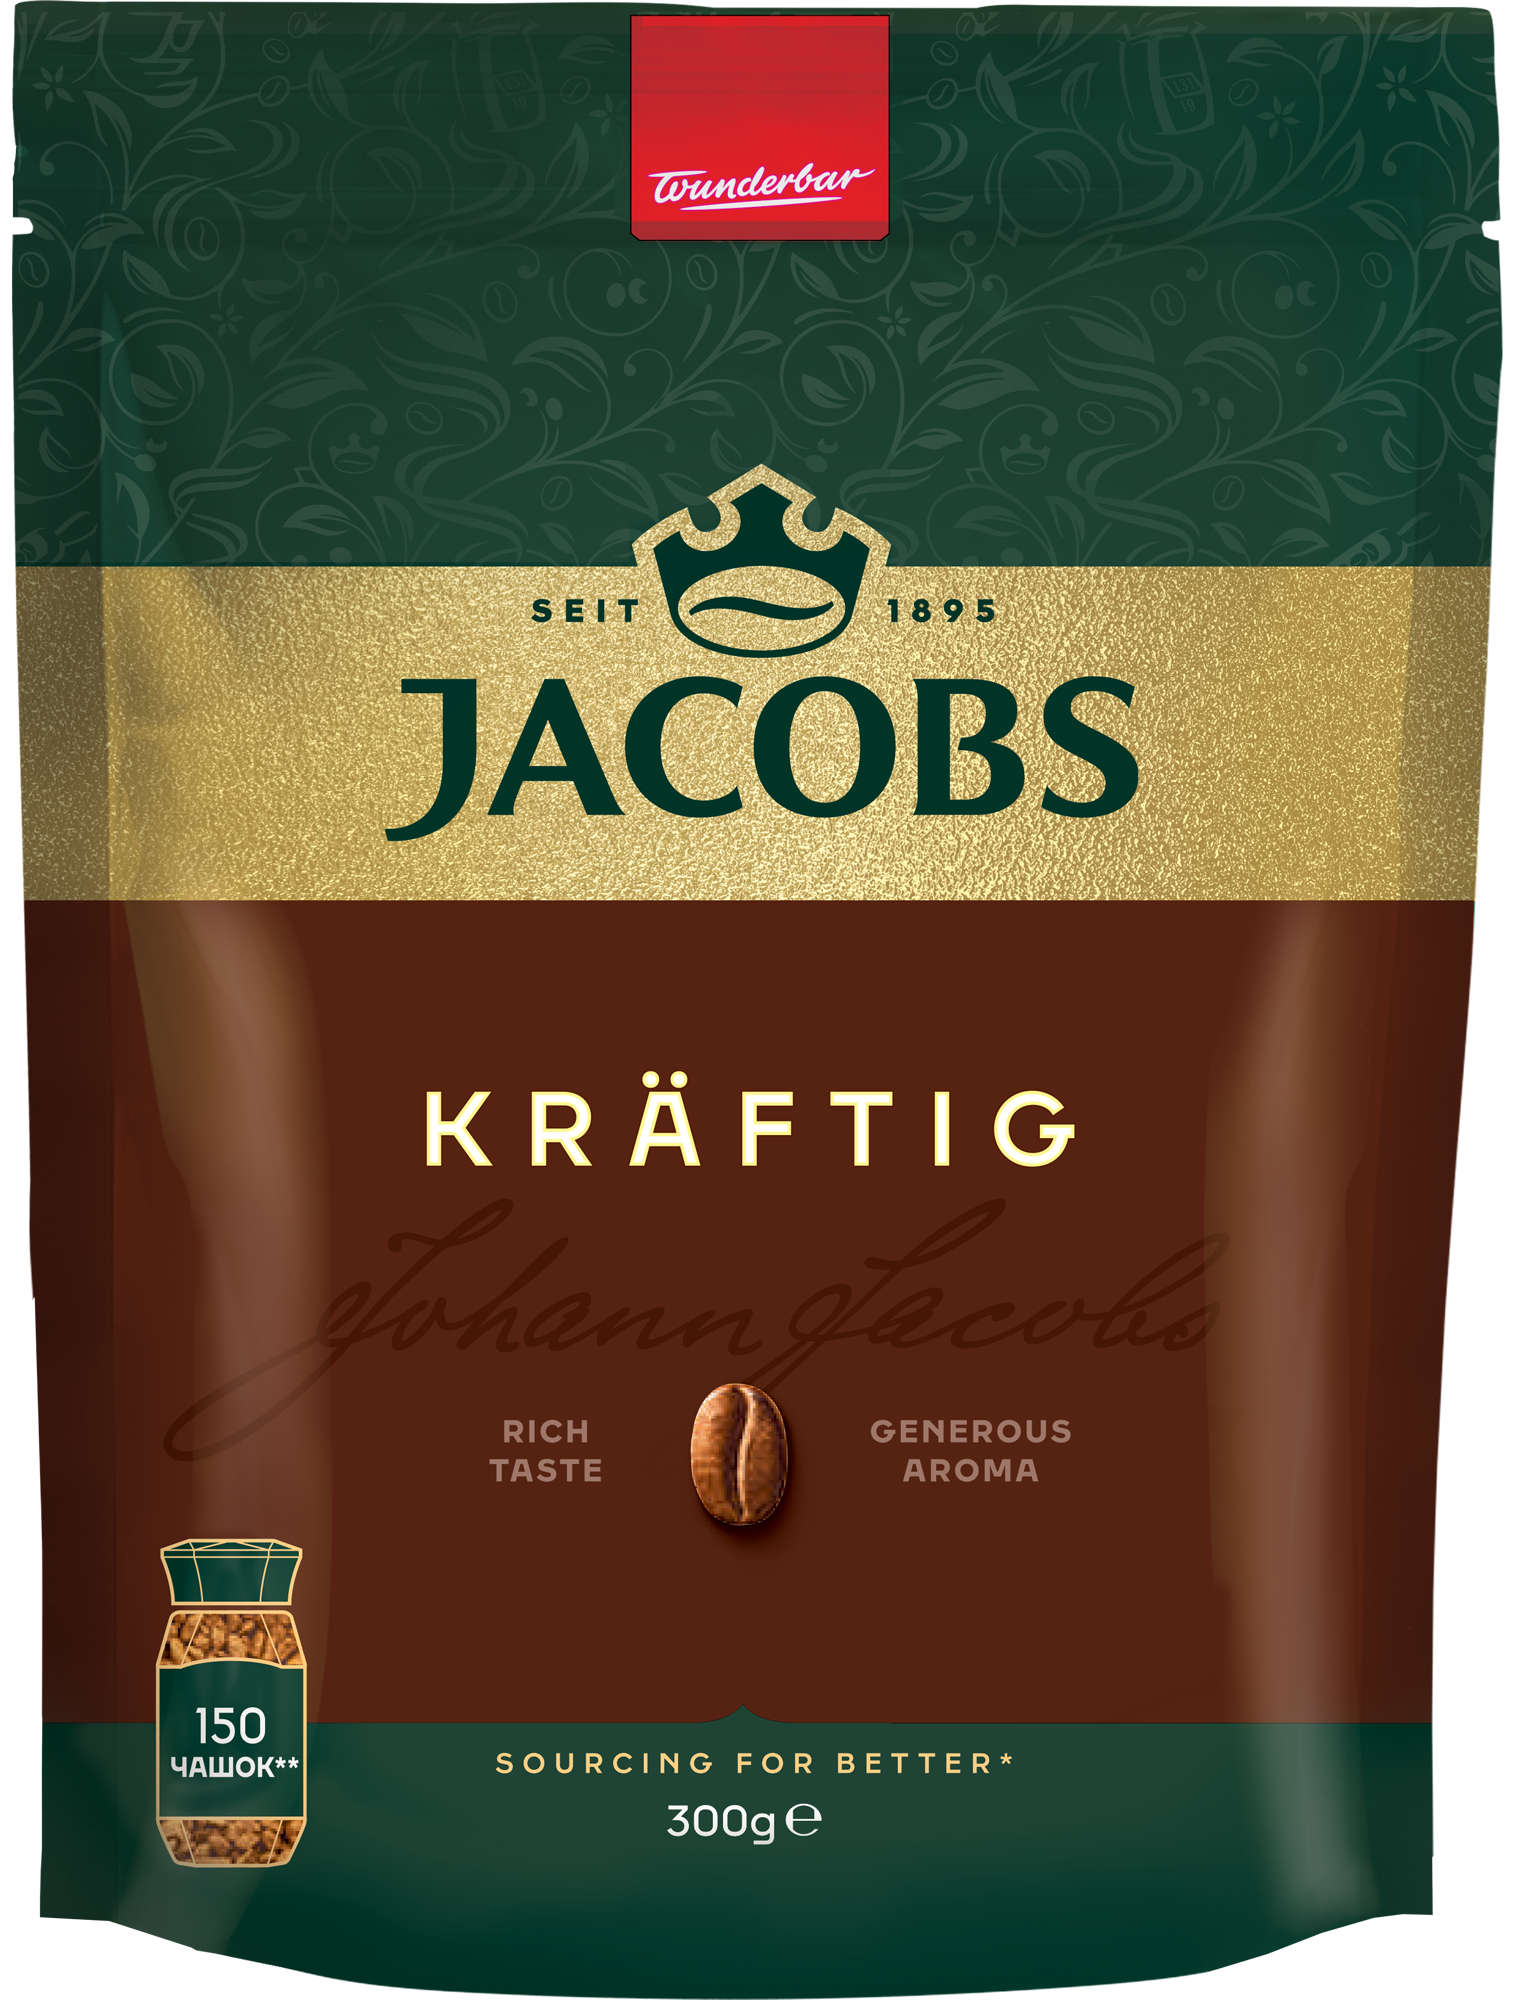 Wunderbar
SEIT 1895
JACOBS
KRÄFTIG
Johann Jacobs
RICH
TASTE
GENEROUS
AROMA
150
ЧАШОК**
SOURCING FOR BETTER*
300g ℮